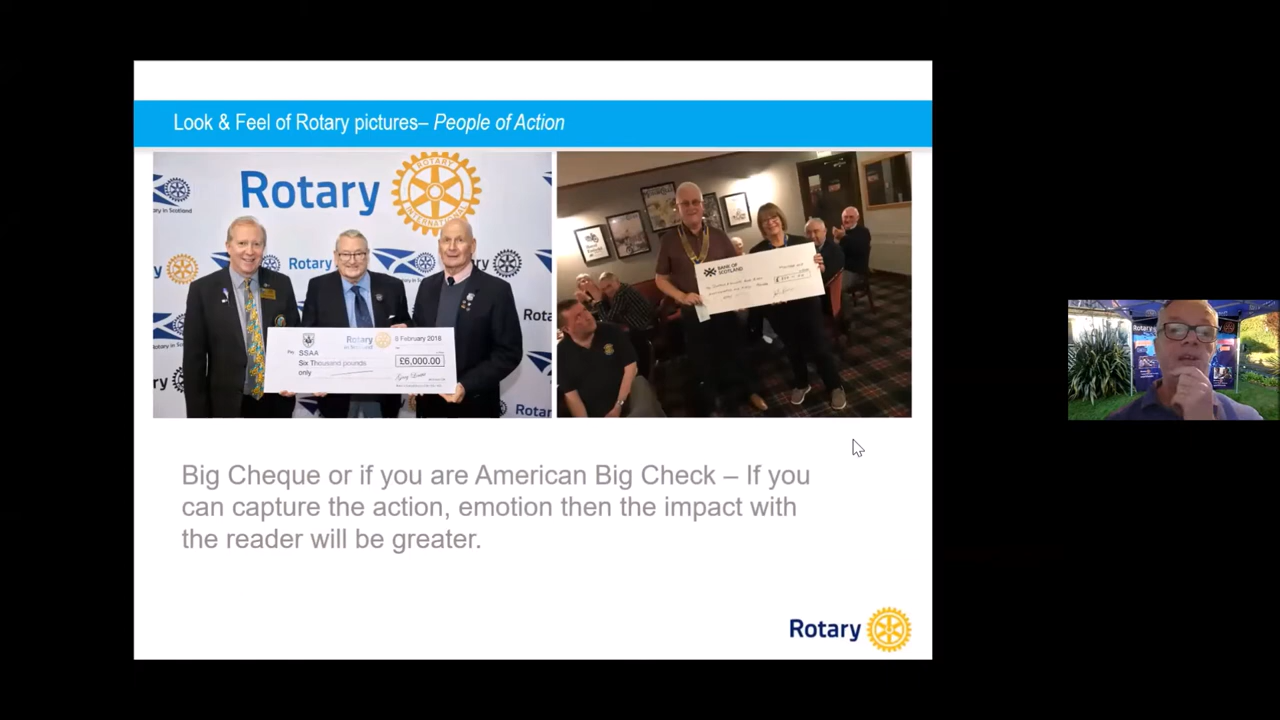 Look & Feel of Rotary pictures– People of Action
Rotary
ROTARY
INTERNATIONAL
Rotary
8 February 2018
Pay SSAA
Rotary
Six Thousand pounds
£6,000.00
only
Rotary
BANK OF
SCOTLAND
Big Cheque or if you are American Big Check – If you
can capture the action, emotion then the impact with
the reader will be greater.
Rotary